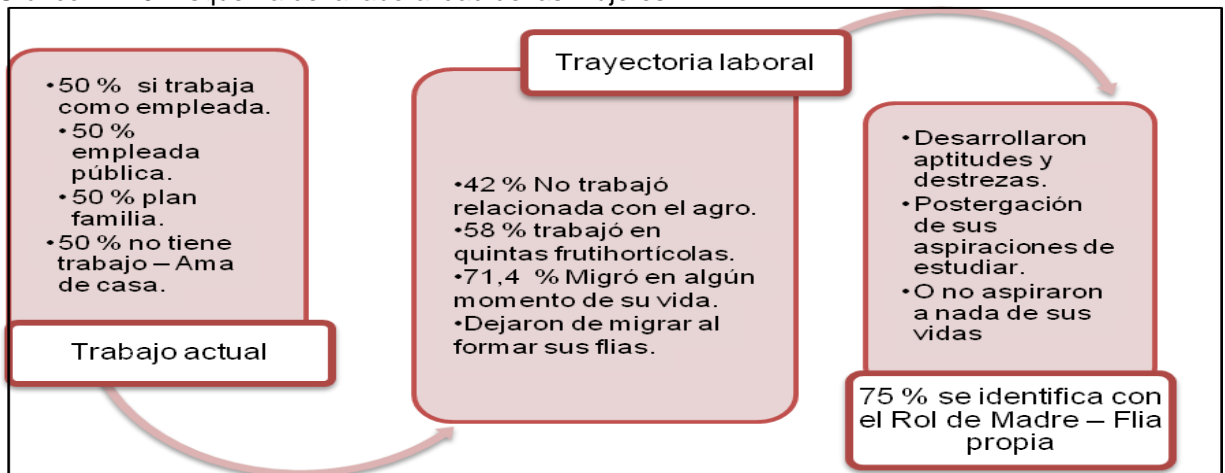 •50 % si trabaja
como empleada.
•50 %
empleada
pública.
•50 % plan
familia.
•50 % no tiene
trabajo – Ama
de casa.
Trabajo actual
Trayectoria laboral
•42 % No trabajó
relacionada con el agro.
•58 % trabajó en
quintas frutihortícolas.
•71,4 % Migró en algún
momento de su vida.
•Dejaron de migrar al
formar sus flias.
•Desarrollaron
aptitudes y
destrezas.
•Postergación
de sus
aspiraciones de
estudiar.
•O no aspiraron
a nada de sus
vidas
75 % se identifica con
el Rol de Madre – Flia
propia